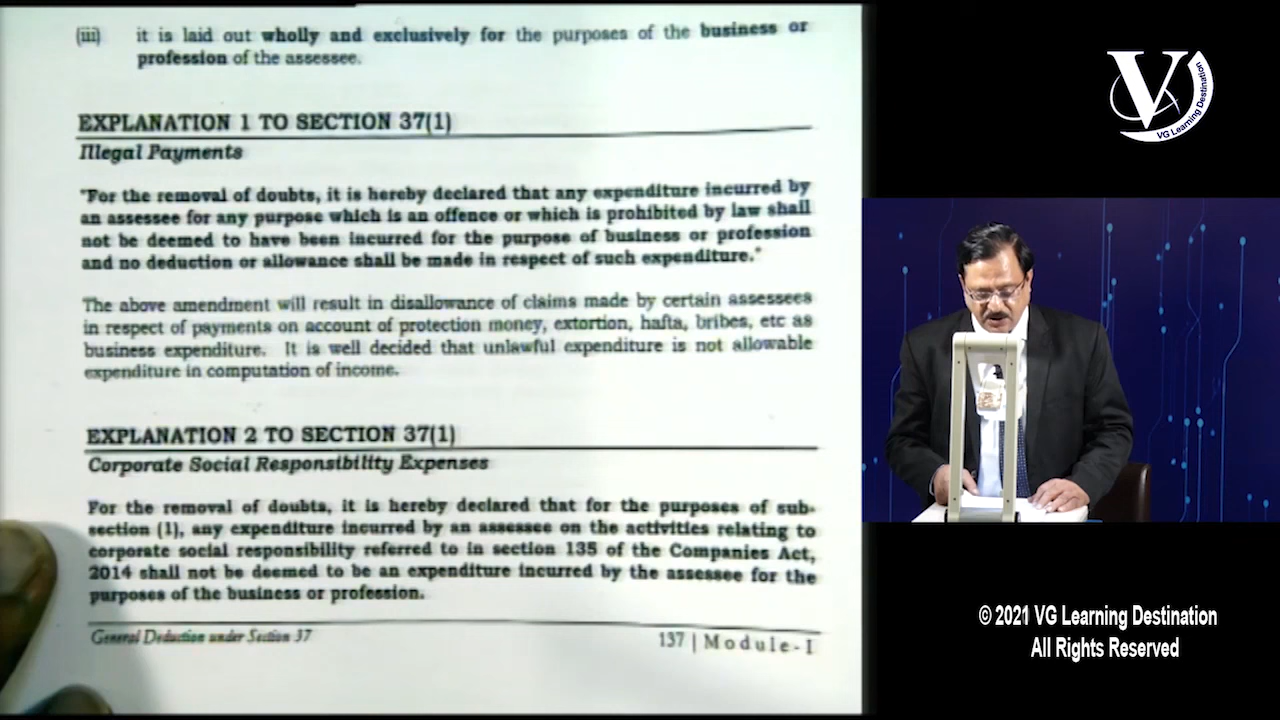 (iii) it is laid out wholly and exclusively for the purposes of the business or
profession of the assessee.
EXPLANATION 1 TO SECTION 37(1)
Illegal Payments
"For the removal of doubts, it is hereby declared that any expenditure incurred by
an assessee for any purpose which is an offence or which is prohibited by law shall
not be deemed to have been incurred for the purpose of business or profession
and no deduction or allowance shall be made in respect of such expenditure."
The above amendment will result in disallowance of claims made by certain assessees
in respect of payments on account of protection money, extortion, hafta, bribes, etc as
business expenditure. It is well decided that unlawful expenditure is not allowable
expenditure in computation of income.
EXPLANATION 2 TO SECTION 37(1)
Corporate Social Responsibility Expenses
For the removal of doubts, it is hereby declared that for the purposes of sub-
section (1), any expenditure incurred by an assessee on the activities relating to
corporate social responsibility referred to in section 135 of the Companies Act,
2014 shall not be deemed to be an expenditure incurred by the assessee for the
purposes of the business or profession.
General Deduction under Section 37
137 | Module-I
V
VG Learning Destination
© 2021 VG Learning Destination
All Rights Reserved